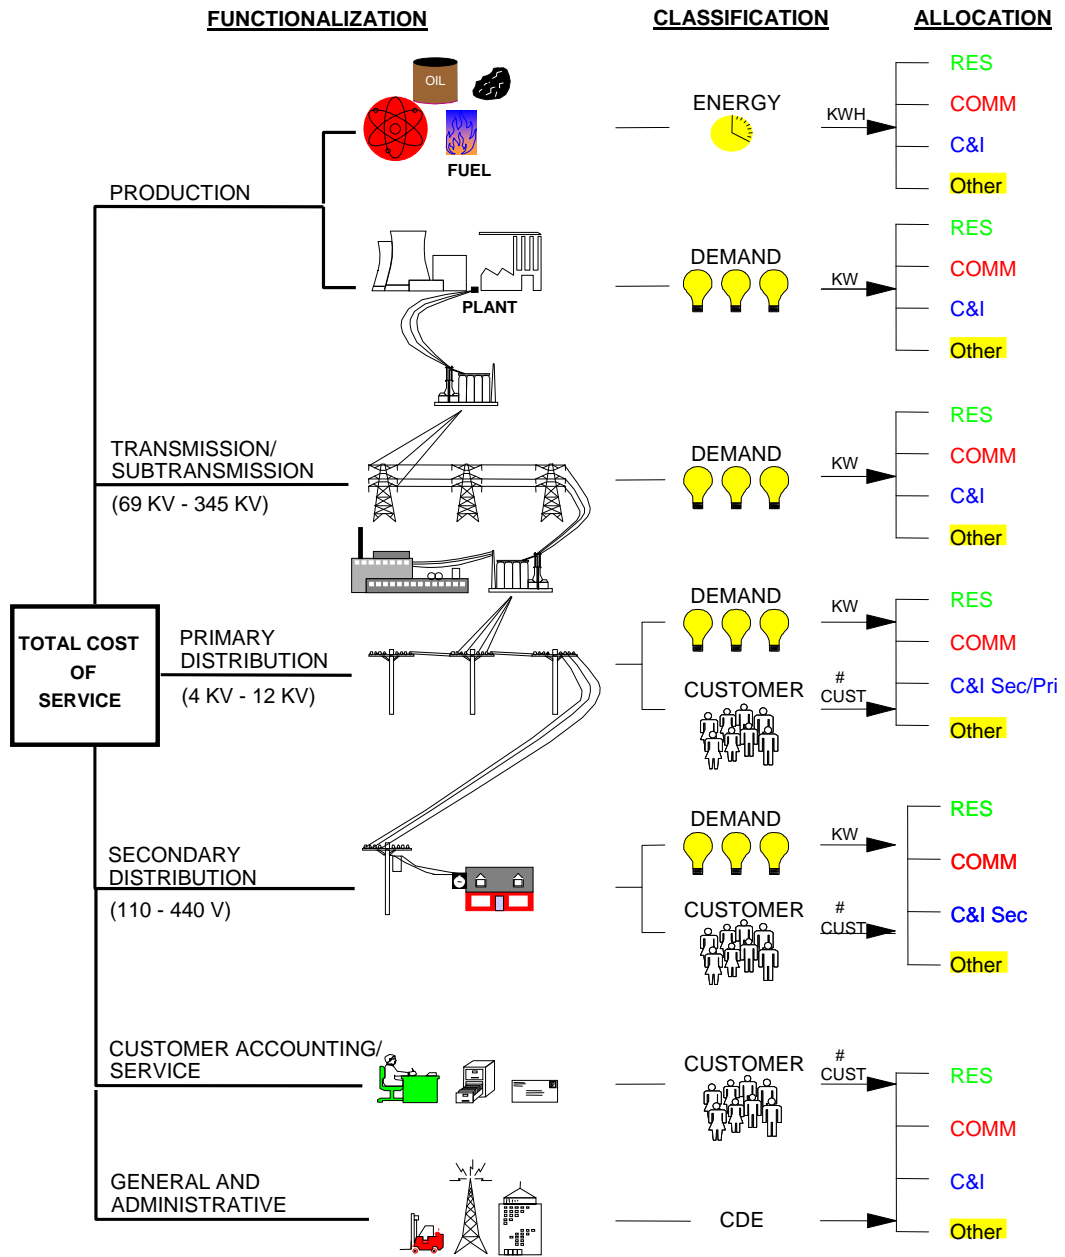 FUNCTIONALIZATION
CLASSIFICATION
ALLOCATION
OIL
FUEL
PRODUCTION
ENERGY
KWH
RES
COMM
C&I
Other
PLANT
DEMAND
KW
RES
COMM
C&I
Other
TRANSMISSION/
SUBTRANSMISSION
(69 KV - 345 KV)
DEMAND
KW
RES
COMM
C&I
Other
TOTAL COST
OF
SERVICE
PRIMARY
DISTRIBUTION
(4 KV - 12 KV)
DEMAND
KW
CUSTOMER
#
CUST
RES
COMM
C&I Sec/Pri
Other
SECONDARY
DISTRIBUTION
(110 - 440 V)
DEMAND
KW
CUSTOMER
#
CUST
RES
COMM
C&I Sec
Other
CUSTOMER ACCOUNTING/
SERVICE
CUSTOMER
#
CUST
GENERAL AND
ADMINISTRATIVE
CDE
RES
COMM
C&I
Other